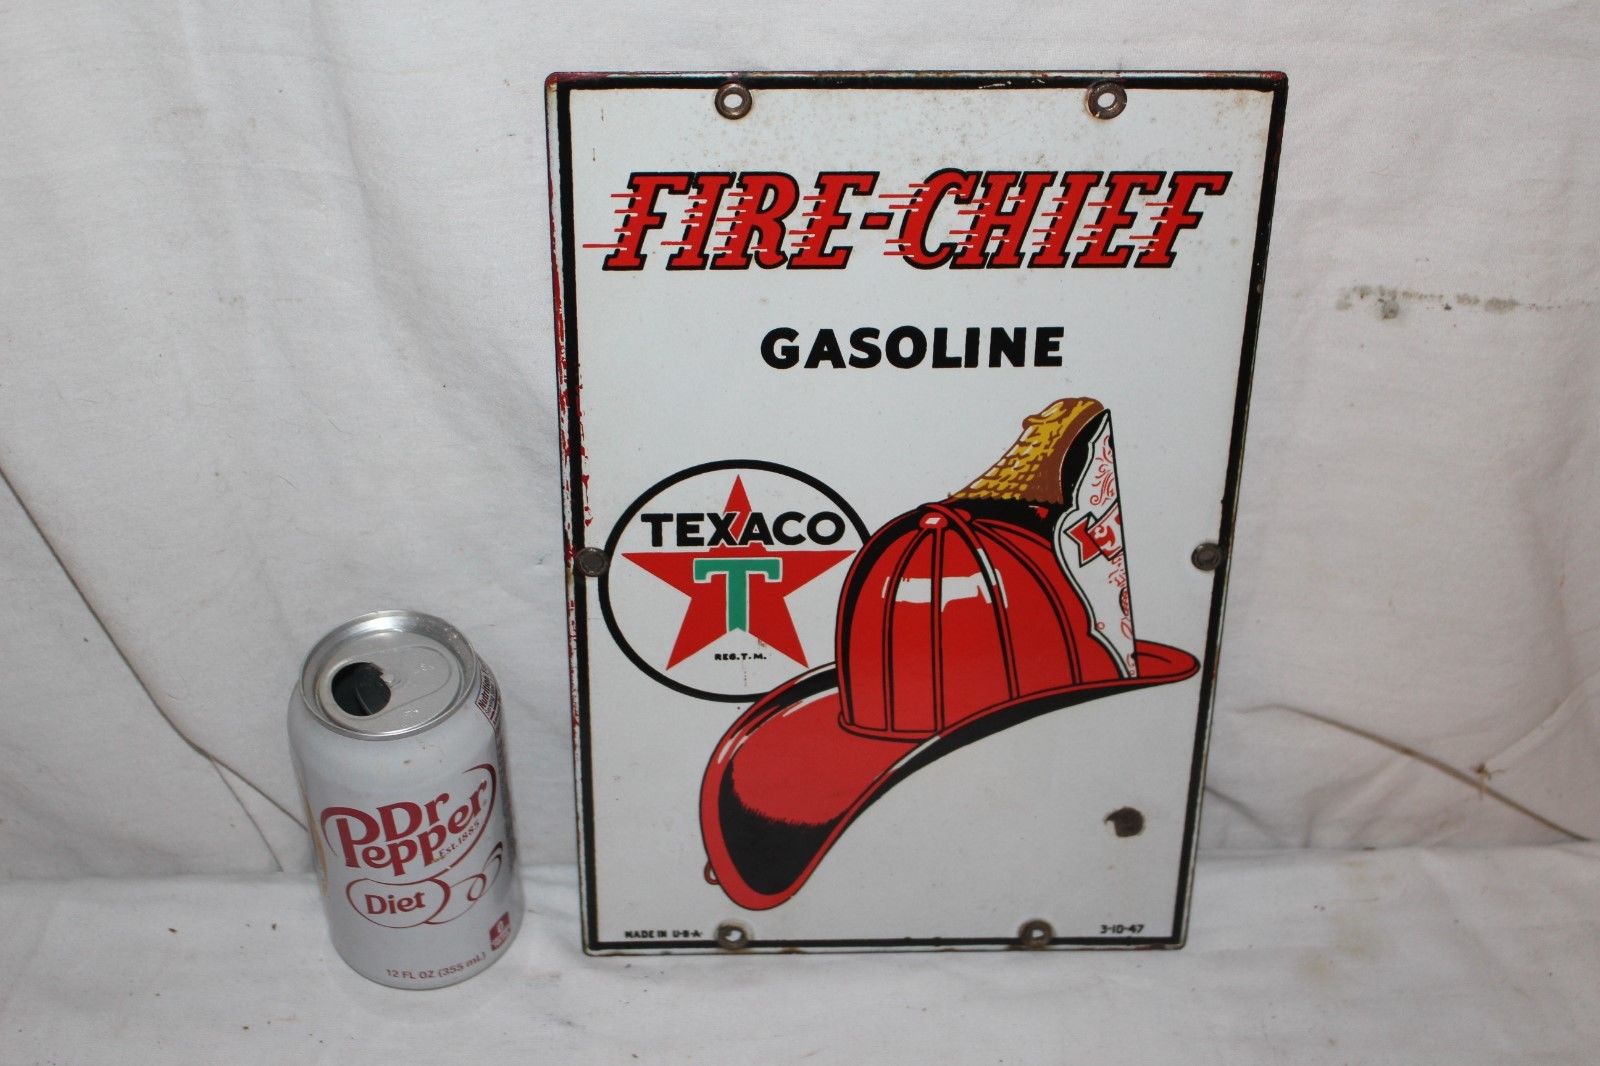 FIRE-CHIEF
GASOLINE
TEXACO
T
REG. T. M.
MADE IN U·S·A·
3-10-47
Dr
Pepper
Est. 1885
Diet
0
12 FL OZ (355 mL)